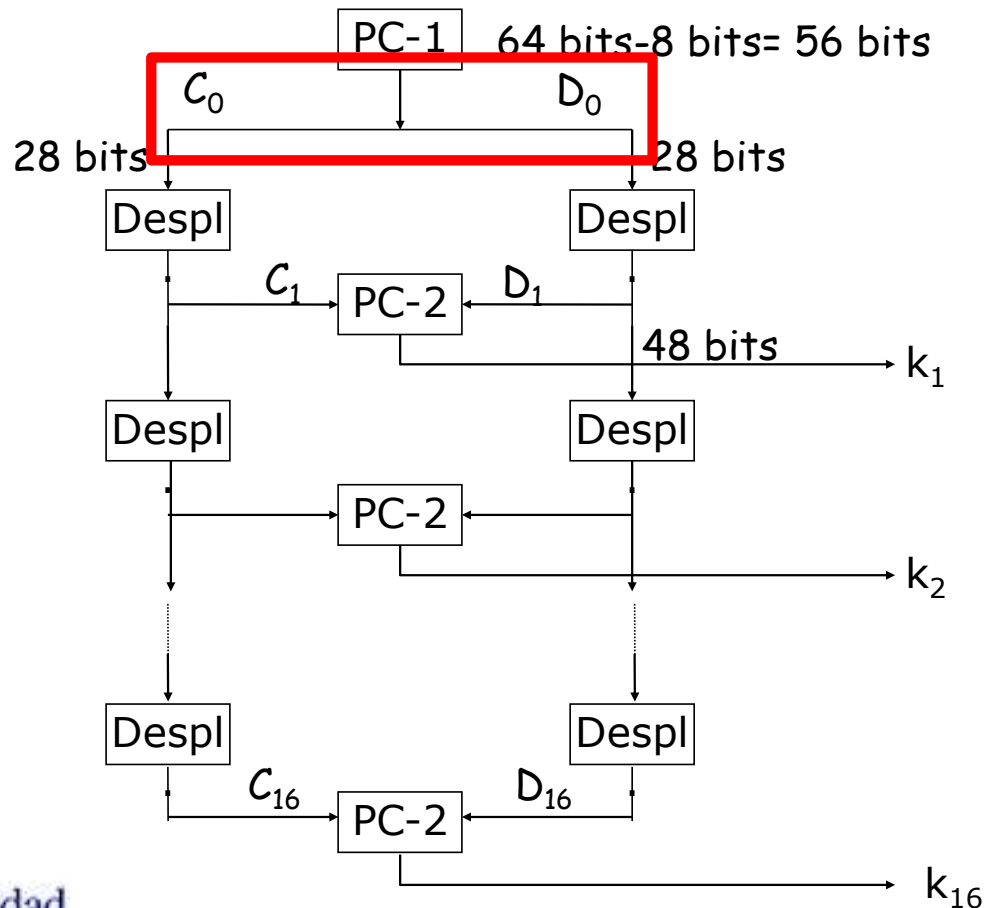 PC-1 64 bits-8 bits= 56 bits
C₀ D₀
28 bits 28 bits
Despl Despl
C₁ PC-2 D₁
48 bits
k₁
Despl Despl
PC-2
k₂
Despl Despl
C₁₆ PC-2 D₁₆
k₁₆